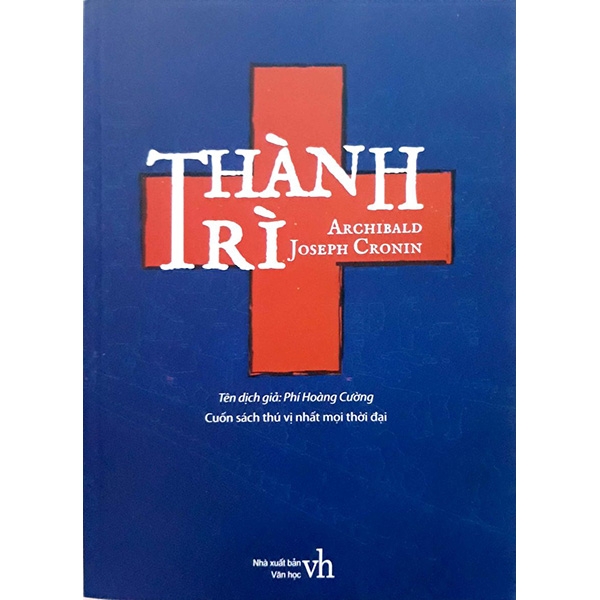 THÀNH
TRÌ
ARCHIBALD
JOSEPH CRONIN
Tên dịch giả: Phí Hoàng Cường
Cuốn sách thú vị nhất mọi thời đại
Nhà xuất bản
Văn học
vh